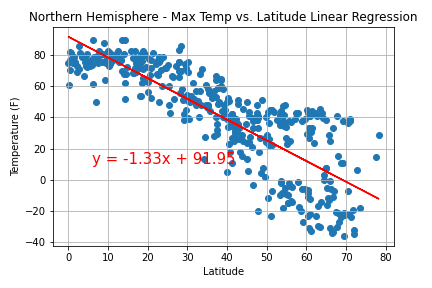 Northern Hemisphere - Max Temp vs. Latitude Linear Regression
Temperature (F)
80
60
40
20
0
−20
−40
y = -1.33x + 91.95
0 10 20 30 40 50 60 70 80
Latitude